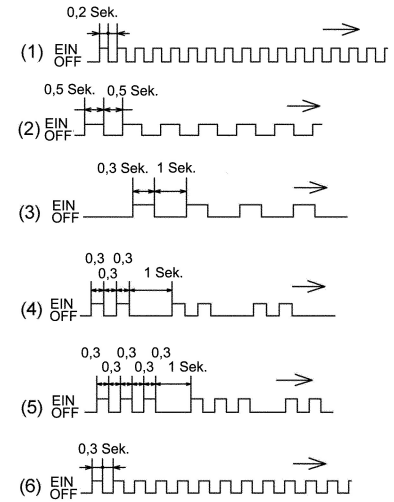 0,2 Sek.
(1) EIN
OFF
0,5 Sek. 0,5 Sek.
(2) EIN
OFF
0,3 Sek. 1 Sek.
(3) EIN
OFF
0,3 0,3
0,3 1 Sek.
(4) EIN
OFF
0,3 0,3 0,3
0,3 0,3 1 Sek.
(5) EIN
OFF
0,3 Sek.
(6) EIN
OFF